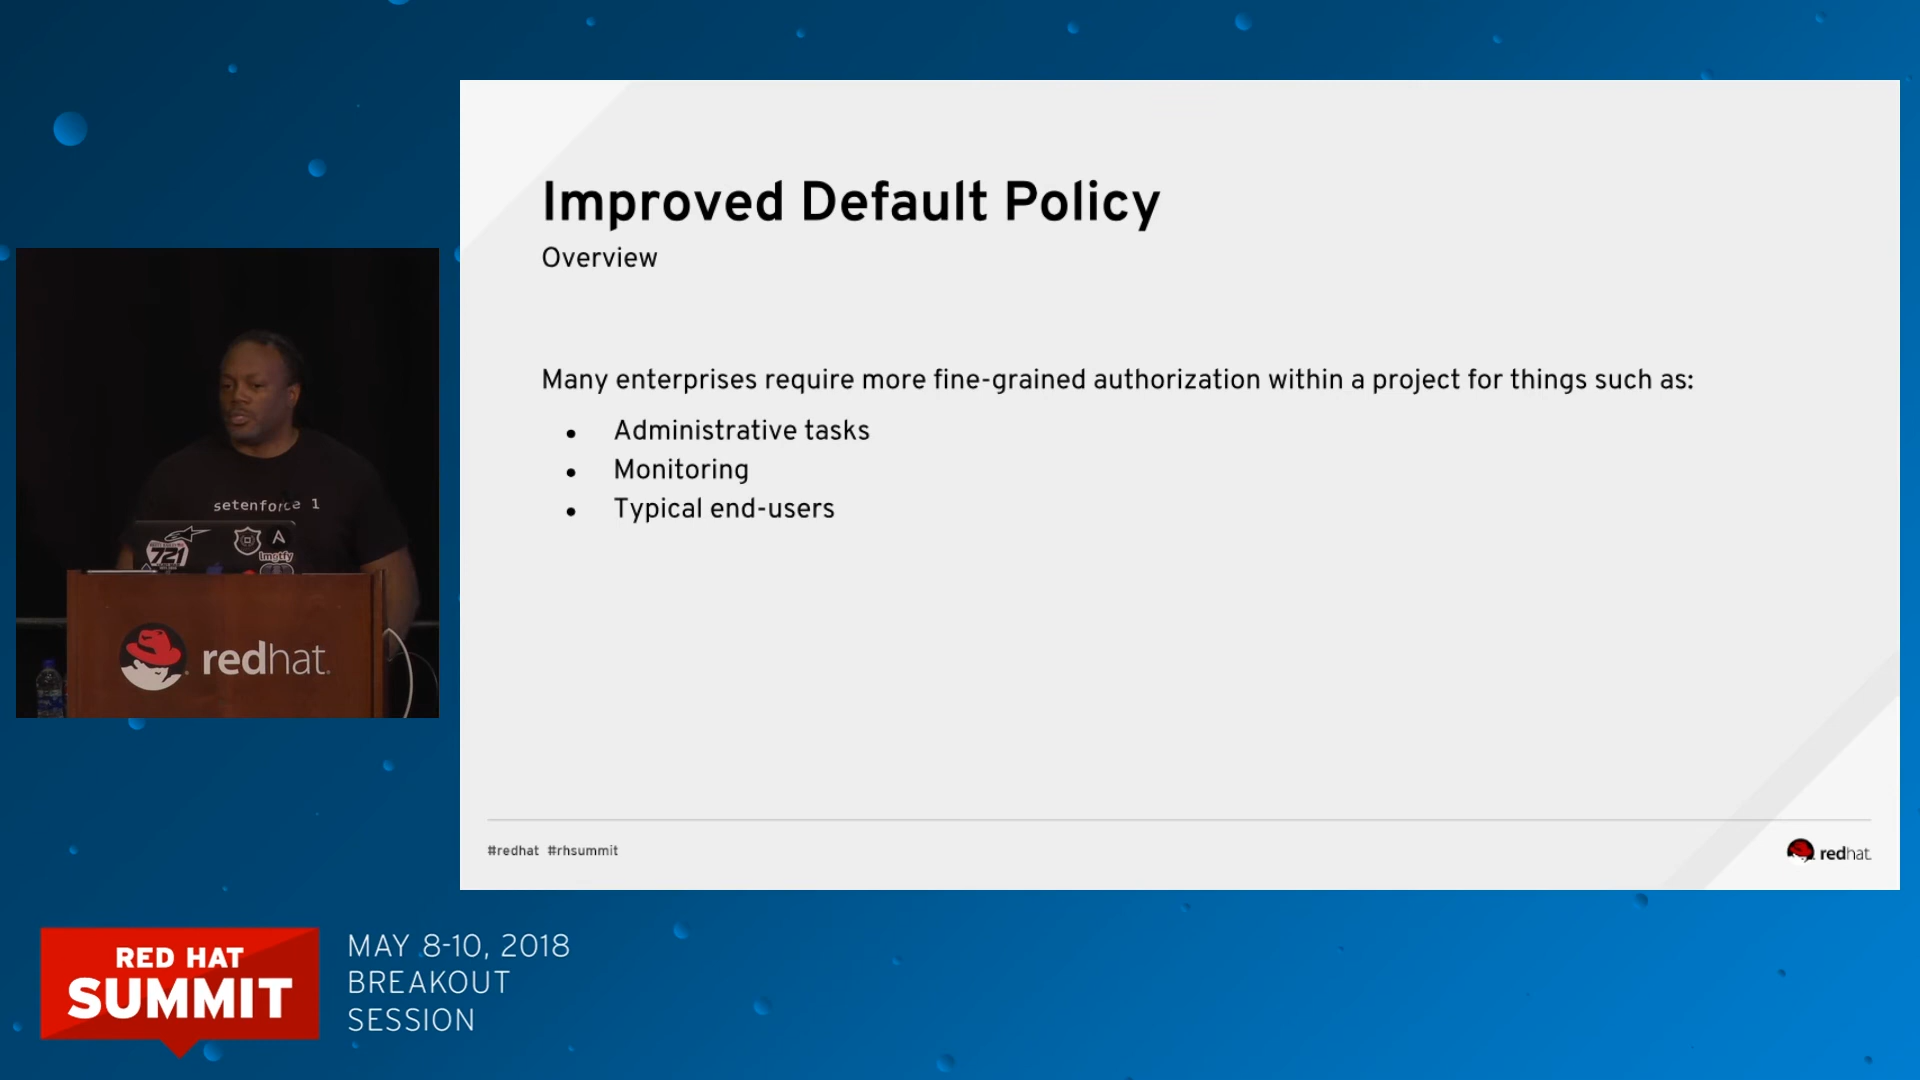 Improved Default Policy
Overview
Many enterprises require more fine-grained authorization within a project for things such as:
● Administrative tasks
● Monitoring
● Typical end-users
#redhat #rhsummit
redhat.
setenforce 1
721
lmgtfy
redhat.
RED HAT
SUMMIT
MAY 8-10, 2018
BREAKOUT
SESSION